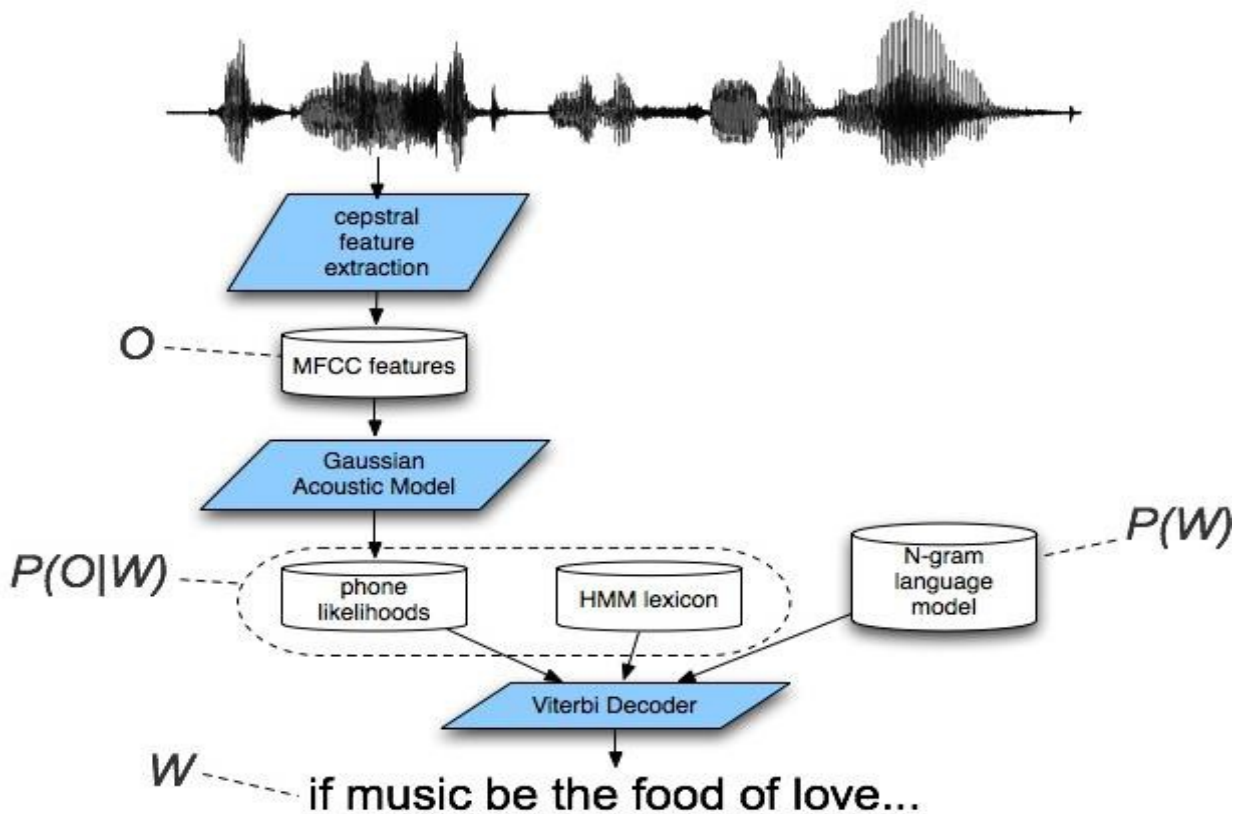 cepstral
feature
extraction
O
MFCC features
Gaussian
Acoustic Model
P(O|W)
phone
likelihoods
HMM lexicon
N-gram
language
model
P(W)
Viterbi Decoder
W
if music be the food of love...